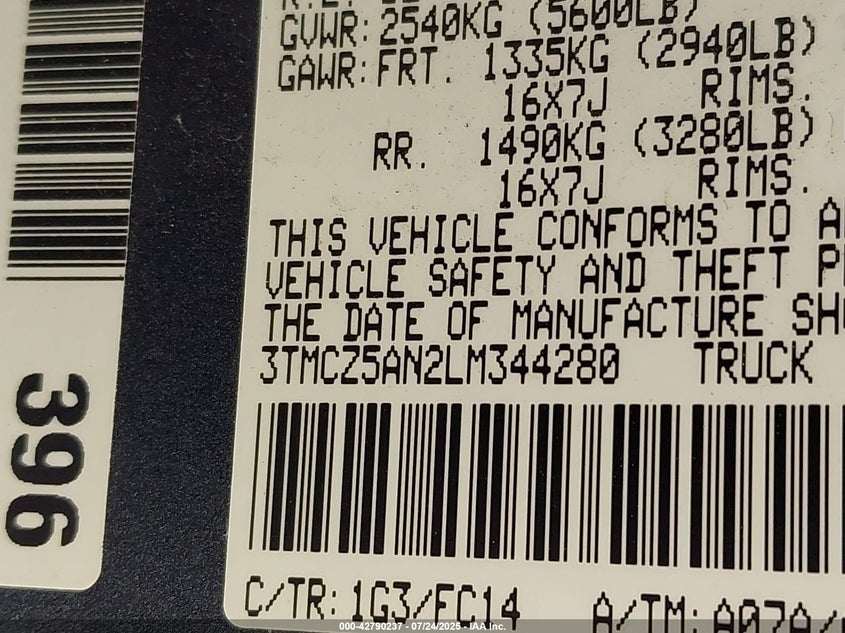 GVWR: 2540KG (5600LB)
GAWR: FRT. 1335KG (2940LB)
16X7J RIMS.
RR. 1490KG (3280LB)
16X7J RIMS.
THIS VEHICLE CONFORMS TO
VEHICLE SAFETY AND THEFT
THE DATE OF MANUFACTURE
3TMCZ5AN2LM344280 TRUCK
C/TR: 1G3/FC14 A/TM: A07A/
396
000-42790237 - 07/24/2025 - IAA Inc.